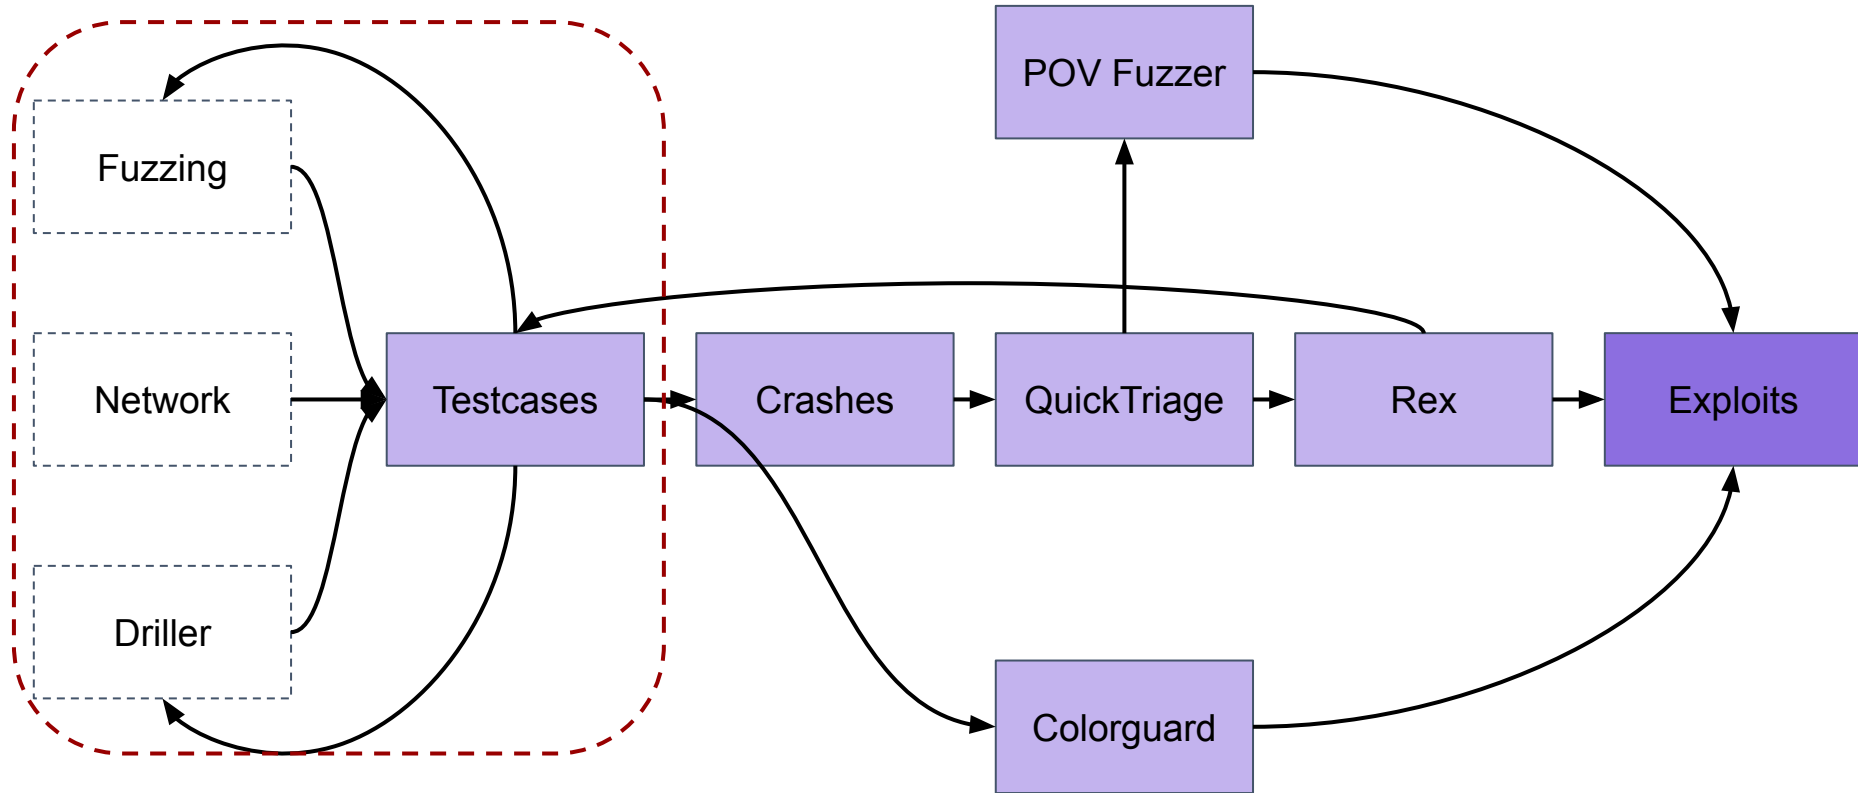 POV Fuzzer
Fuzzing
Network
Testcases
Crashes
QuickTriage
Rex
Exploits
Driller
Colorguard